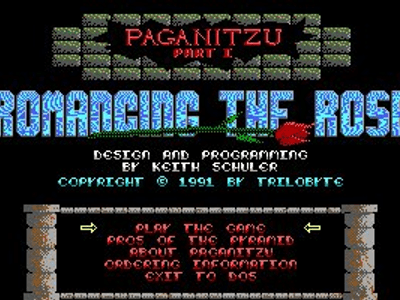 PAGANITZU
PART I
ROMANCING THE ROSE
DESIGN AND PROGRAMMING
BY KEITH SCHULER
COPYRIGHT © 1991 BY TRILOBYTE
PLAY THE GAME
PROS OF THE PYRAMID
ABOUT PAGANITZU
ORDERING INFORMATION
EXIT TO DOS